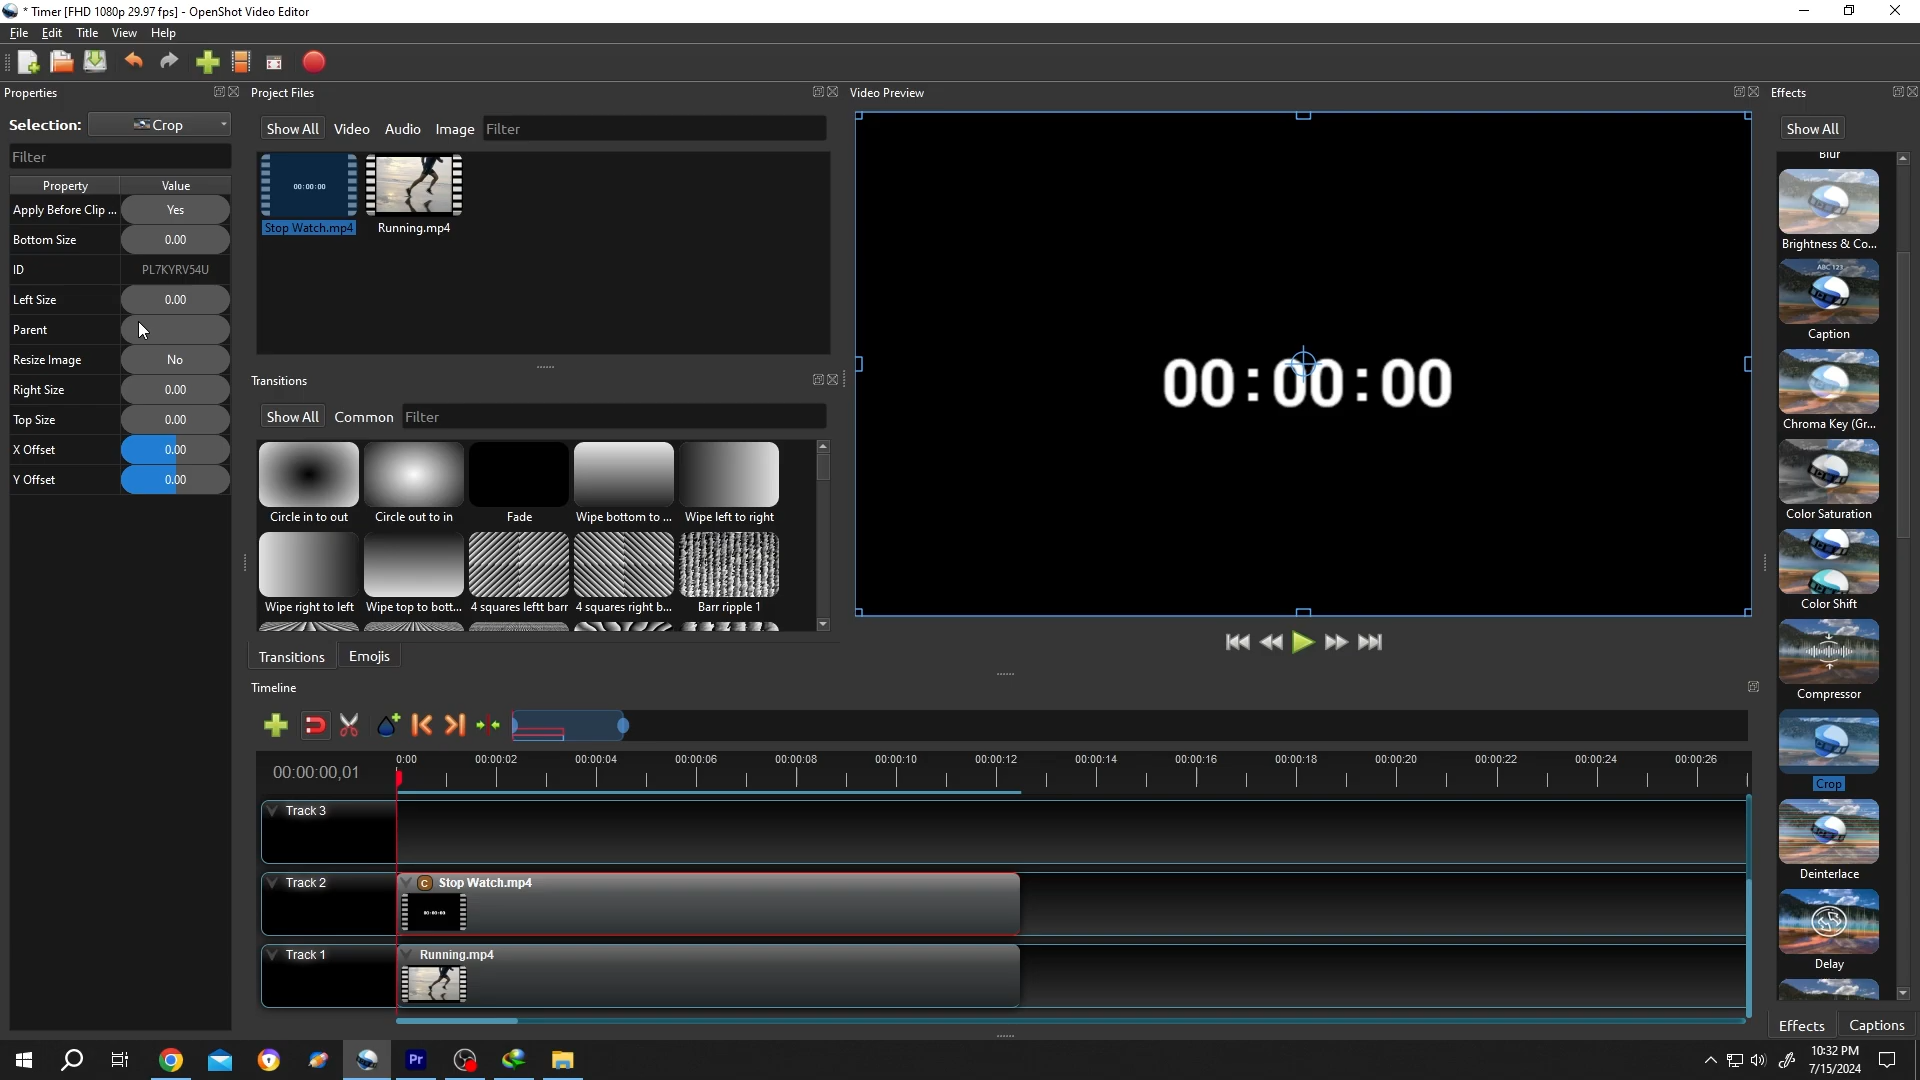 * Timer [FHD 1080p 29.97 fps] - OpenShot Video Editor
File Edit Title View Help
Properties
Project Files
Video Preview
Effects
Selection: Crop
Show All Video Audio Image Filter
Show All
Filter
Property Value
Apply Before Clip ... Yes
Bottom Size 0.00
ID PL7KYRV54U
Left Size 0.00
Parent
Resize Image No
Right Size 0.00
Top Size 0.00
X Offset 0.00
Y Offset 0.00
00:00:00
Stop Watch.mp4 Running.mp4
Transitions
Show All Common Filter
Circle in to out Circle out to in Fade Wipe bottom to ... Wipe left to right
Wipe right to left Wipe top to bott... 4 squares leftt barr 4 squares right b... Barr ripple 1
Transitions Emojis
00:00:00
Blur
Brightness & Co...
ABC 123
Caption
Chroma Key (Gr...
Color Saturation
Color Shift
Compressor
Crop
Deinterlace
Delay
Effects Captions
Timeline
00:00:00,01
0:00 00:00:02 00:00:04 00:00:06 00:00:08 00:00:10 00:00:12 00:00:14 00:00:16 00:00:18 00:00:20 00:00:22 00:00:24 00:00:26
Track 3
Track 2
C Stop Watch.mp4
00:00:00
Track 1
Running.mp4
Pr
10:32 PM
7/15/2024